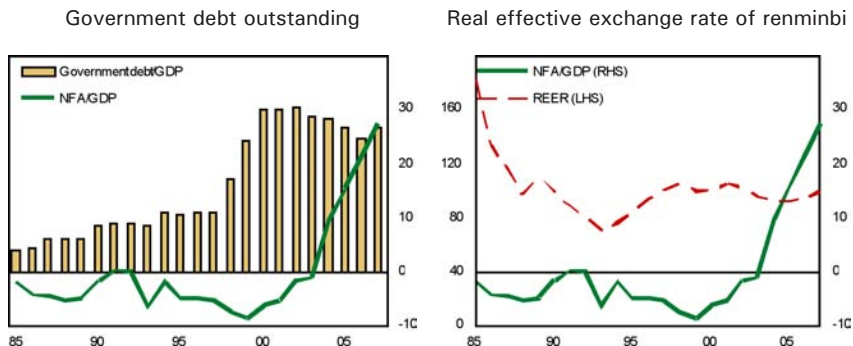 Government debt outstanding
Governmentdebt/GDP
NFA/GDP
30
20
10
0
-10
85 90 95 00 05
Real effective exchange rate of renminbi
NFA/GDP (RHS)
REER (LHS)
160 30
120 20
80 10
40 0
0 -10
85 90 95 00 05